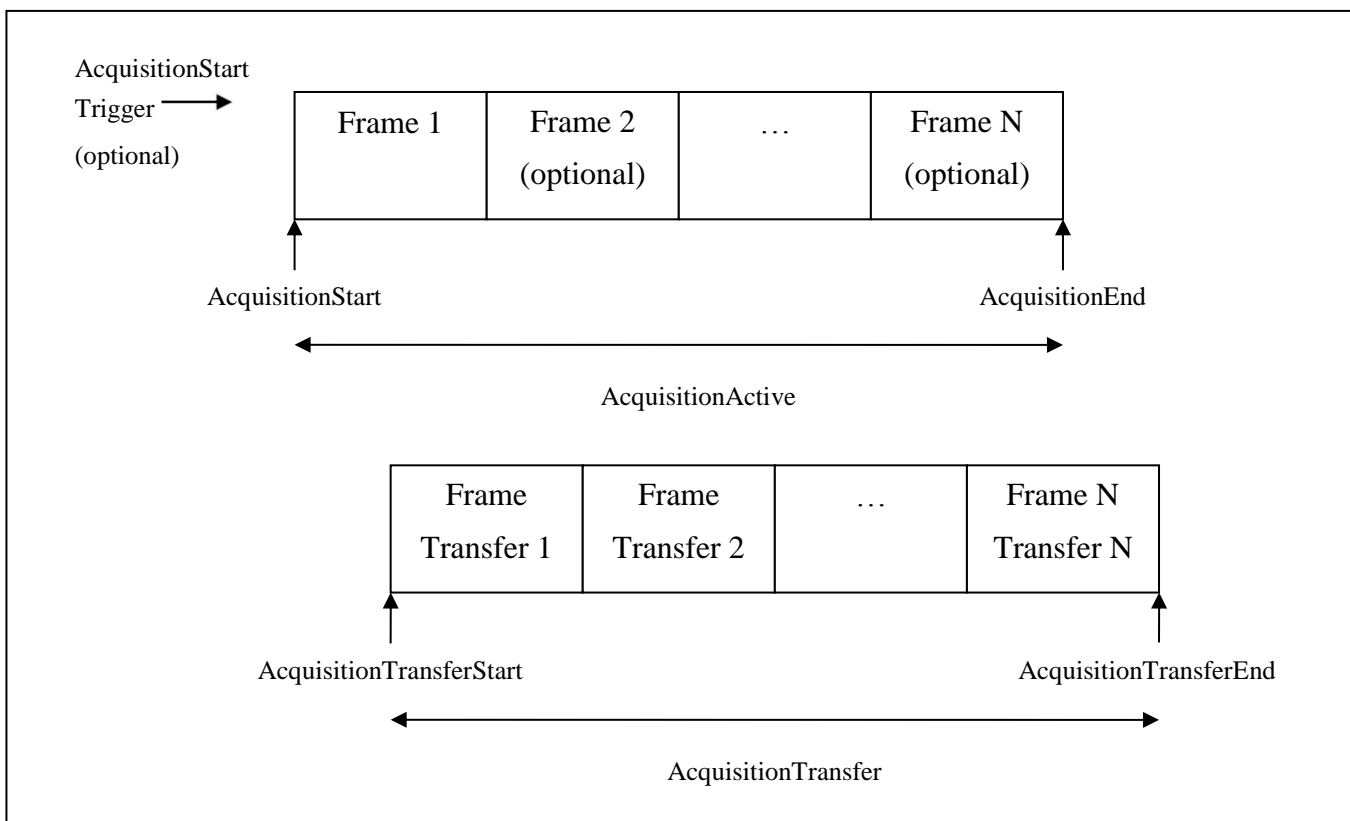 AcquisitionStart
Trigger
(optional)
Frame 1
Frame 2
(optional)
…
Frame N
(optional)
AcquisitionStart
AcquisitionEnd
AcquisitionActive
Frame
Transfer 1
Frame
Transfer 2
…
Frame N
Transfer N
AcquisitionTransferStart
AcquisitionTransferEnd
AcquisitionTransfer